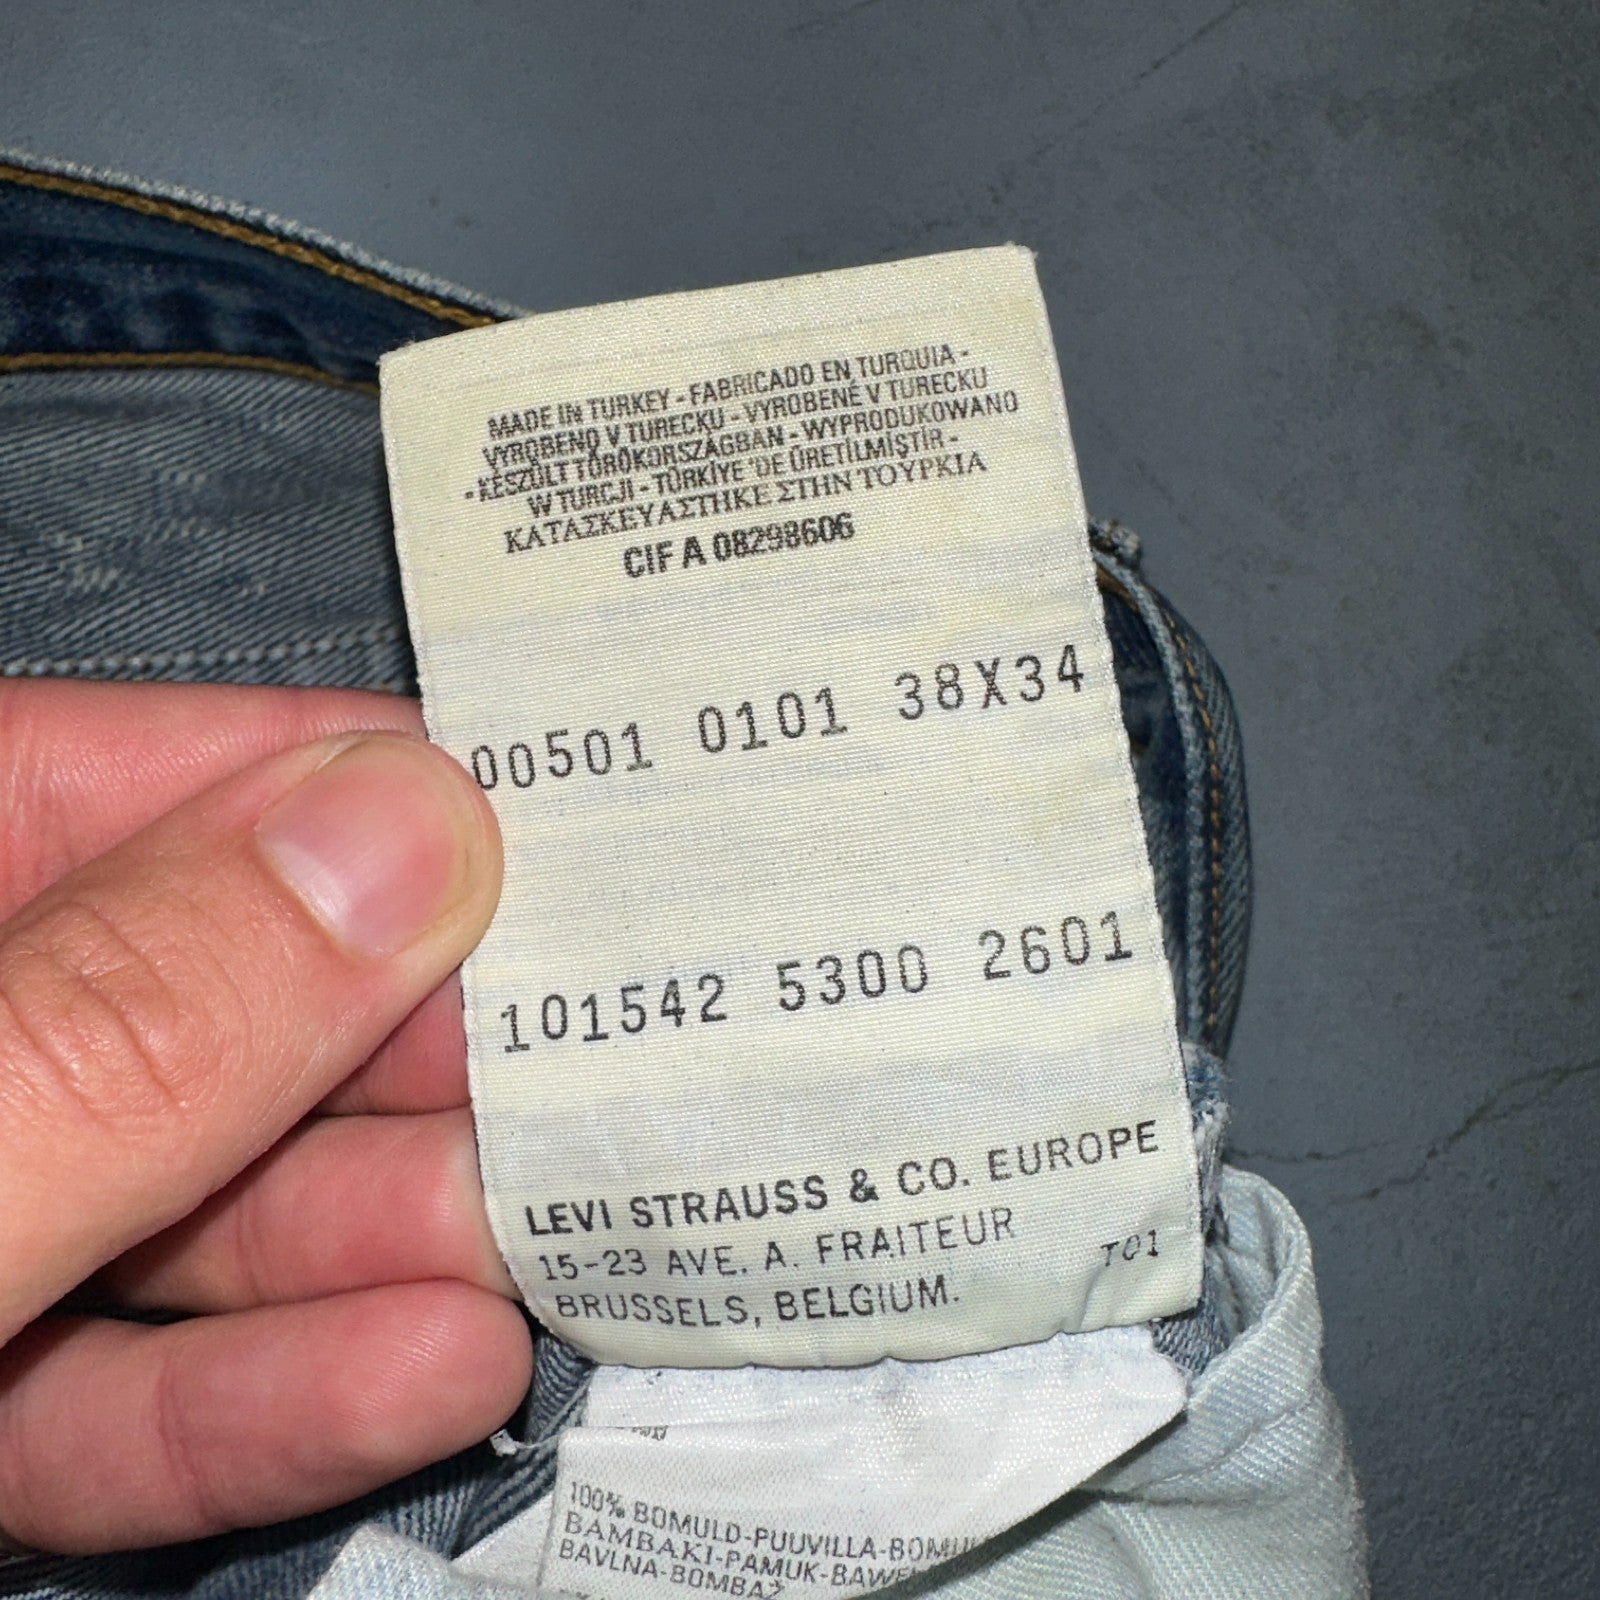 MADE IN TURKEY - FABRICADO EN TURQUIA -
VYROBENO V TURECKU - VYROBENÉ V TURECKU
- KÉSZÜLT TÖRÖKORSZÁGBAN - WYPRODUKOWANO
W TURCJI - TÜRKİYE 'DE ÜRETİLMİŞTİR -
ΚΑΤΑΣΚΕΥΑΣΤΗΚΕ ΣΤΗΝ ΤΟΥΡΚΙΑ
CIF A 08298606
00501 0101 38X34
101542 5300 2601
LEVI STRAUSS & CO. EUROPE
15-23 AVE. A. FRAITEUR
BRUSSELS, BELGIUM. T01
100% BOMULD-PUUVILLA-
BAMBAKI-PAMUK-
BAVLNA-BOMBAŽ